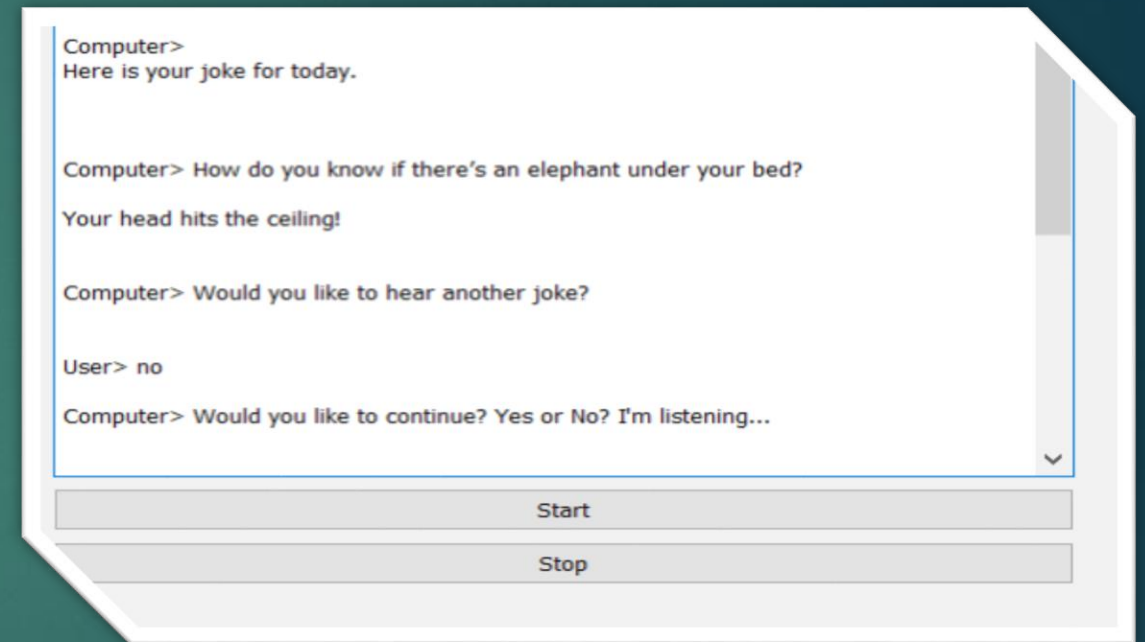 Computer>
Here is your joke for today.
Computer> How do you know if there's an elephant under your bed?
Your head hits the ceiling!
Computer> Would you like to hear another joke?
User> no
Computer> Would you like to continue? Yes or No? I'm listening...
Start
Stop